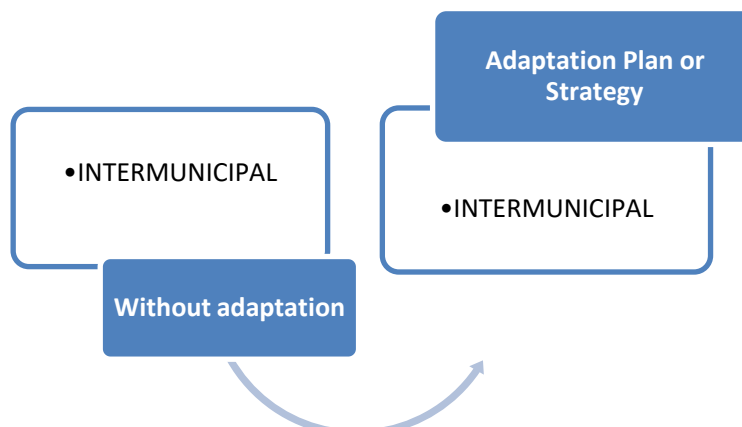 •INTERMUNICIPAL
Without adaptation
Adaptation Plan or
Strategy
•INTERMUNICIPAL